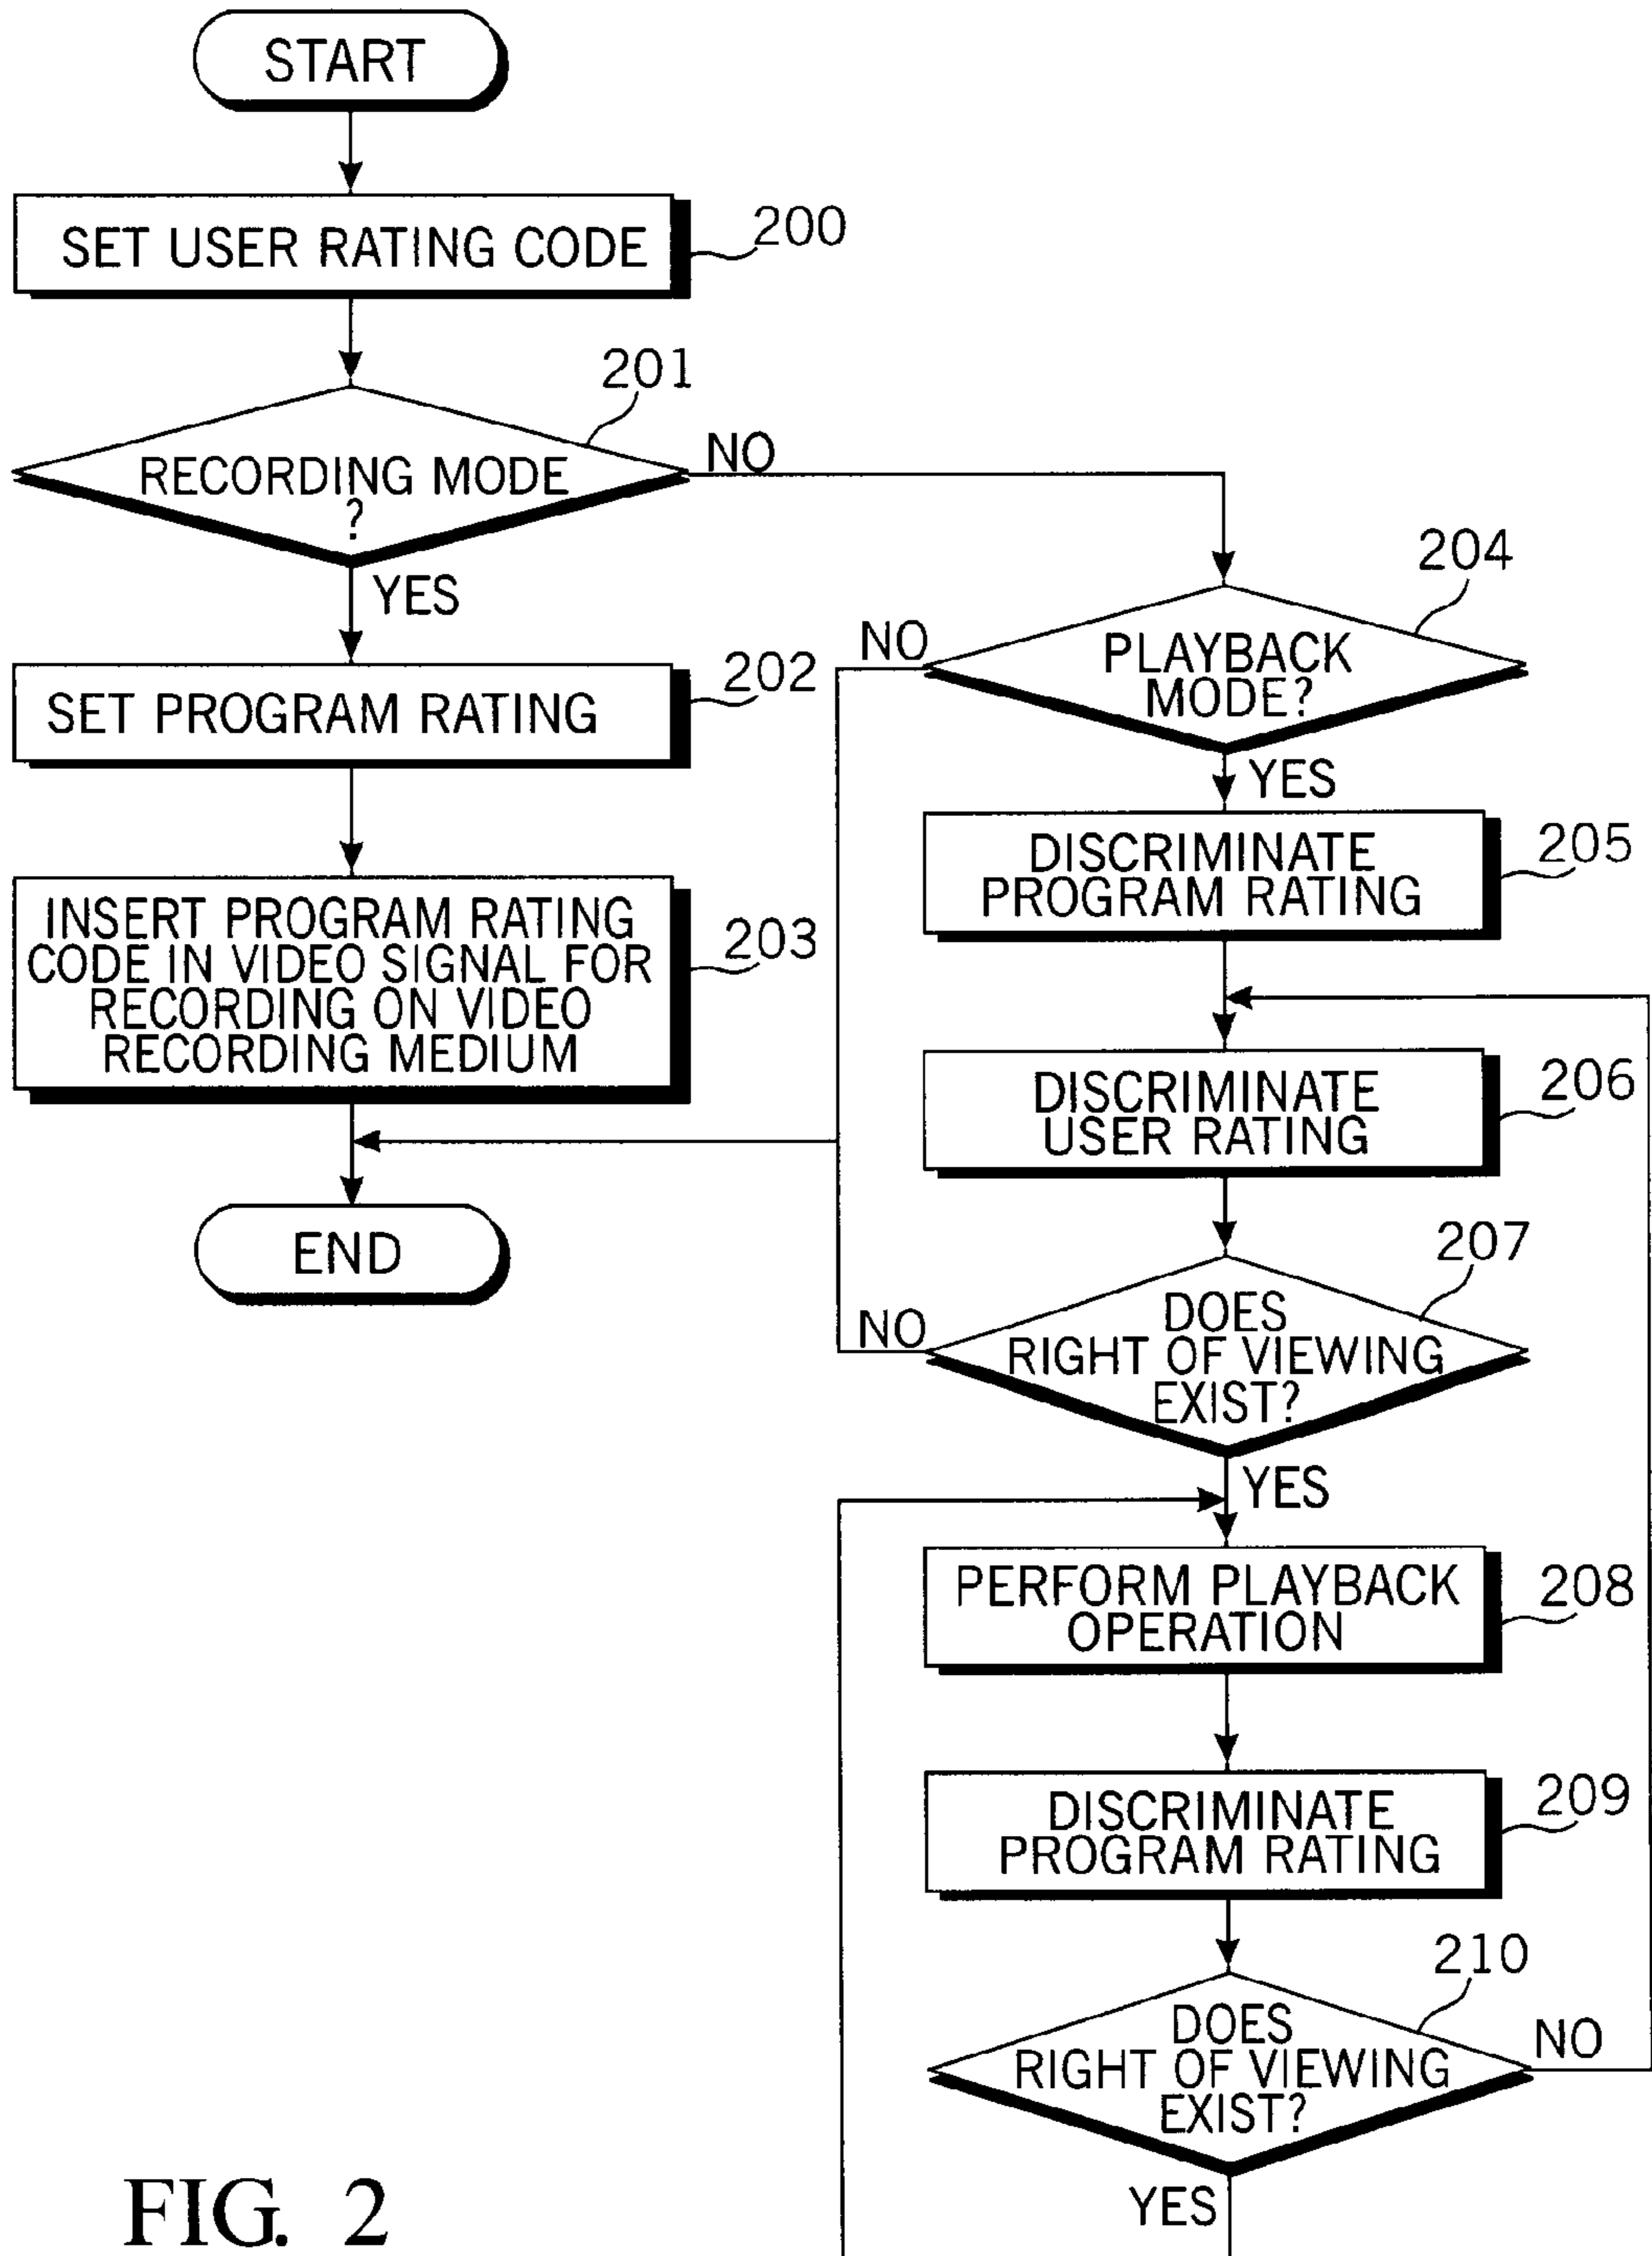 START
SET USER RATING CODE
200
201
RECORDING MODE
?
NO
YES
SET PROGRAM RATING
202
INSERT PROGRAM RATING
CODE IN VIDEO SIGNAL FOR
RECORDING ON VIDEO
RECORDING MEDIUM
203
END
204
PLAYBACK
MODE?
NO
YES
DISCRIMINATE
PROGRAM RATING
205
DISCRIMINATE
USER RATING
206
207
DOES
RIGHT OF VIEWING
EXIST?
NO
YES
PERFORM PLAYBACK
OPERATION
208
DISCRIMINATE
PROGRAM RATING
209
210
DOES
RIGHT OF VIEWING
EXIST?
NO
YES
FIG. 2